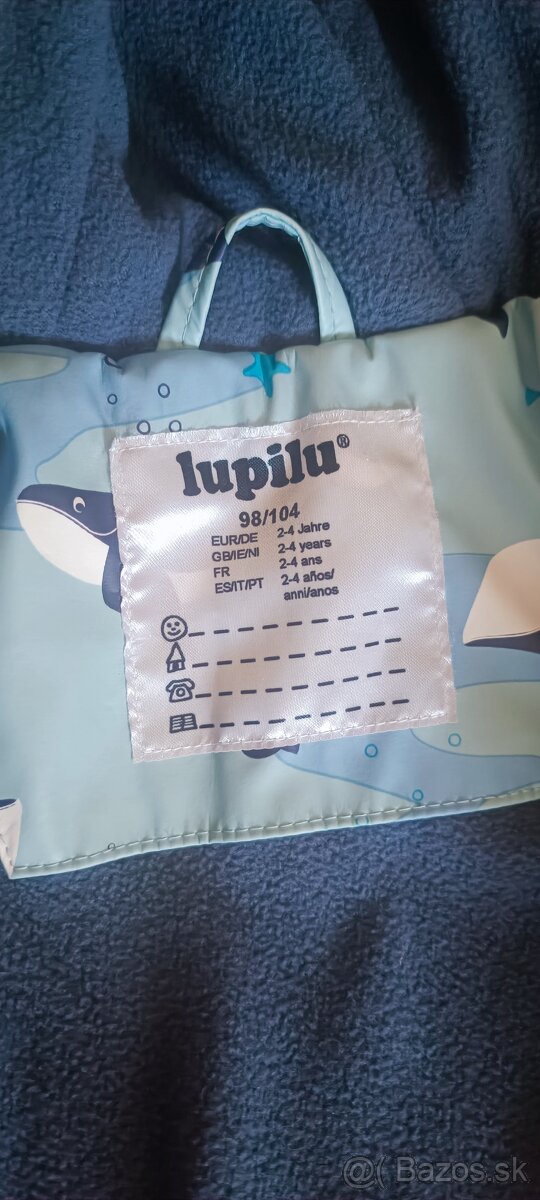 lupilu®
98/104
EUR/DE 2-4 Jahre
GB/IE/NI 2-4 years
FR 2-4 ans
ES/IT/PT 2-4 años/
anni/anos
@( Bazos.sk